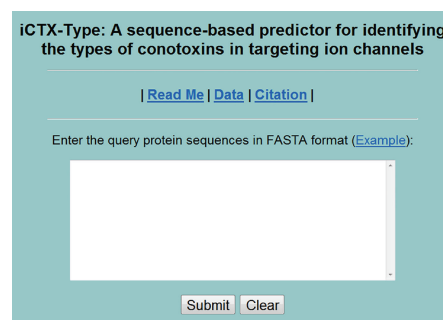 iCTX-Type: A sequence-based predictor for identifying
the types of conotoxins in targeting ion channels
| Read Me | Data | Citation |
Enter the query protein sequences in FASTA format (Example):
Submit Clear